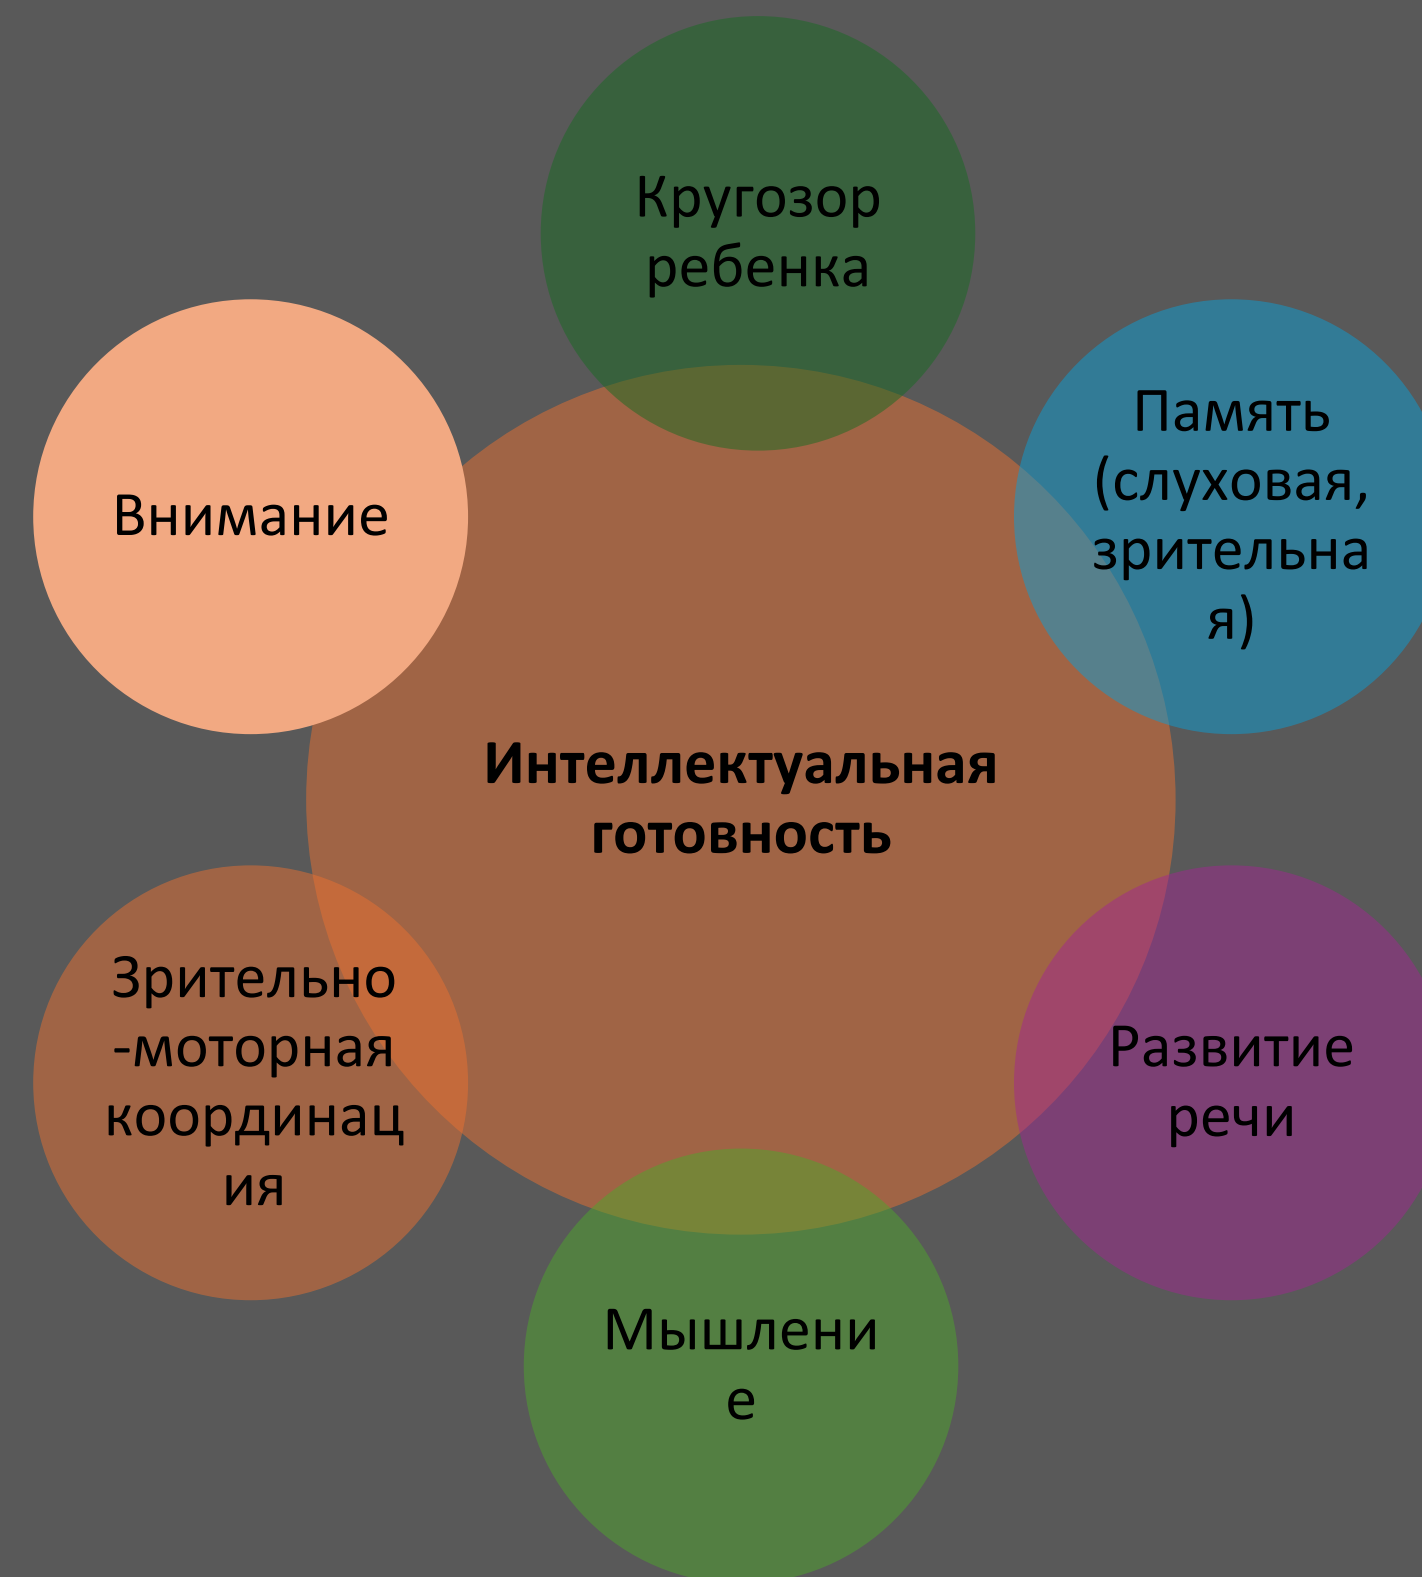 Кругозор
ребенка
Память
(слуховая,
зрительна
я)
Внимание
Интеллектуальная
готовность
Зрительно
-моторная
координац
ия
Развитие
речи
Мышлени
е